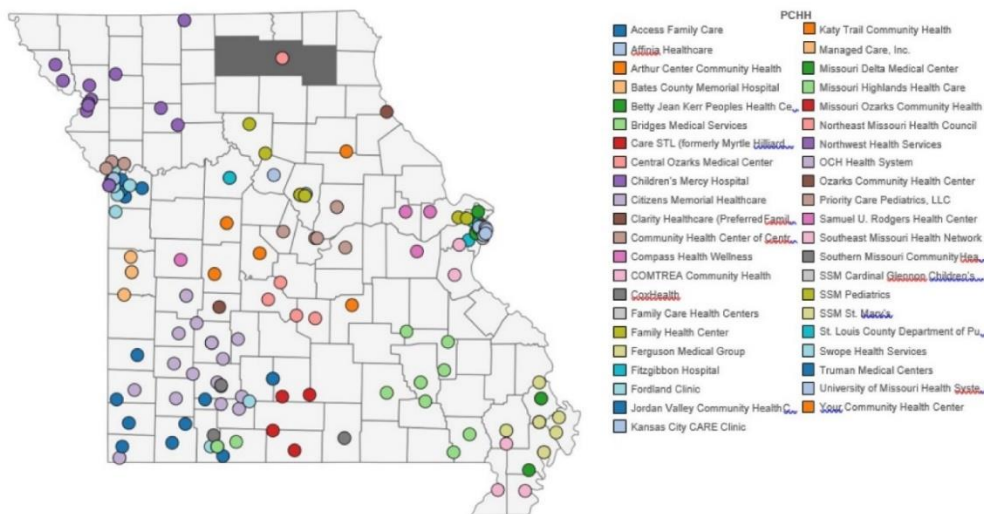 PCHH
Access Family Care
Affinia Healthcare
Arthur Center Community Health
Bates County Memorial Hospital
Betty Jean Kerr Peoples Health Ce..
Bridges Medical Services
Care STL (formerly Myrtle Hilliard ..
Central Ozarks Medical Center
Children's Mercy Hospital
Citizens Memorial Healthcare
Clarity Healthcare (Preferred Famil..
Community Health Center of Centr..
Compass Health Wellness
COMTREA Community Health
CoxHealth
Family Care Health Centers
Family Health Center
Ferguson Medical Group
Fitzgibbon Hospital
Fordland Clinic
Jordan Valley Community Health C..
Kansas City CARE Clinic
Katy Trail Community Health
Managed Care, Inc.
Missouri Delta Medical Center
Missouri Highlands Health Care
Missouri Ozarks Community Health
Northeast Missouri Health Council
Northwest Health Services
OCH Health System
Ozarks Community Health Center
Priority Care Pediatrics, LLC
Samuel U. Rodgers Health Center
Southeast Missouri Health Network
Southern Missouri Community Hea..
SSM Cardinal Glennon Children's ..
SSM Pediatrics
SSM St. Mary's
St. Louis County Department of Pu..
Swope Health Services
Truman Medical Centers
University of Missouri Health Syste..
Your Community Health Center